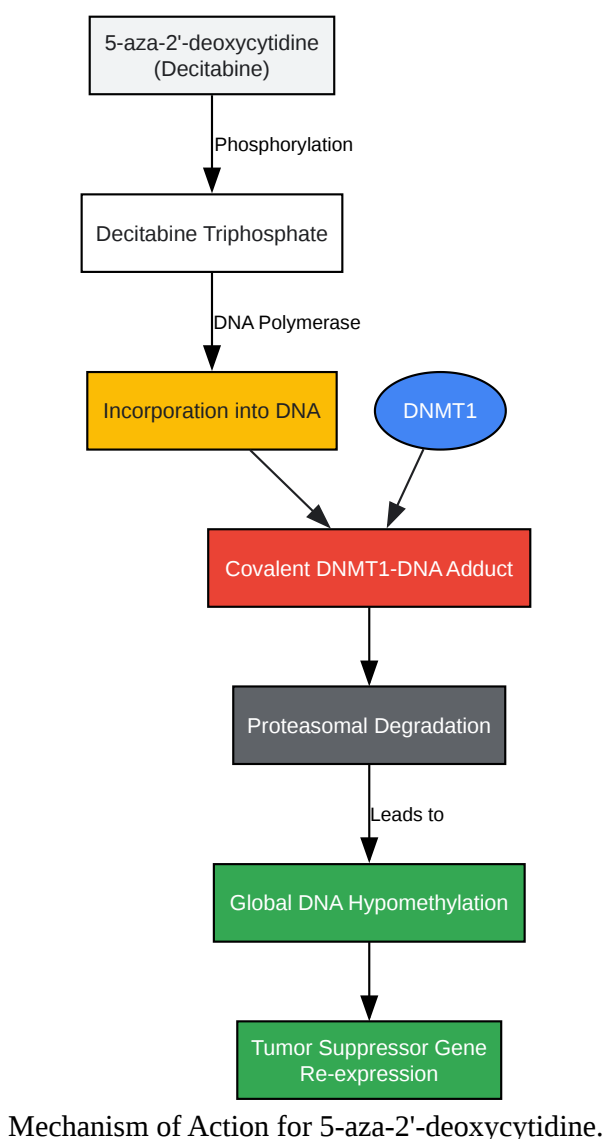 5-aza-2'-deoxycytidine
(Decitabine)
Phosphorylation
Decitabine Triphosphate
DNA Polymerase
Incorporation into DNA
DNMT1
Covalent DNMT1-DNA Adduct
Proteasomal Degradation
Leads to
Global DNA Hypomethylation
Tumor Suppressor Gene
Re-expression
Mechanism of Action for 5-aza-2'-deoxycytidine.